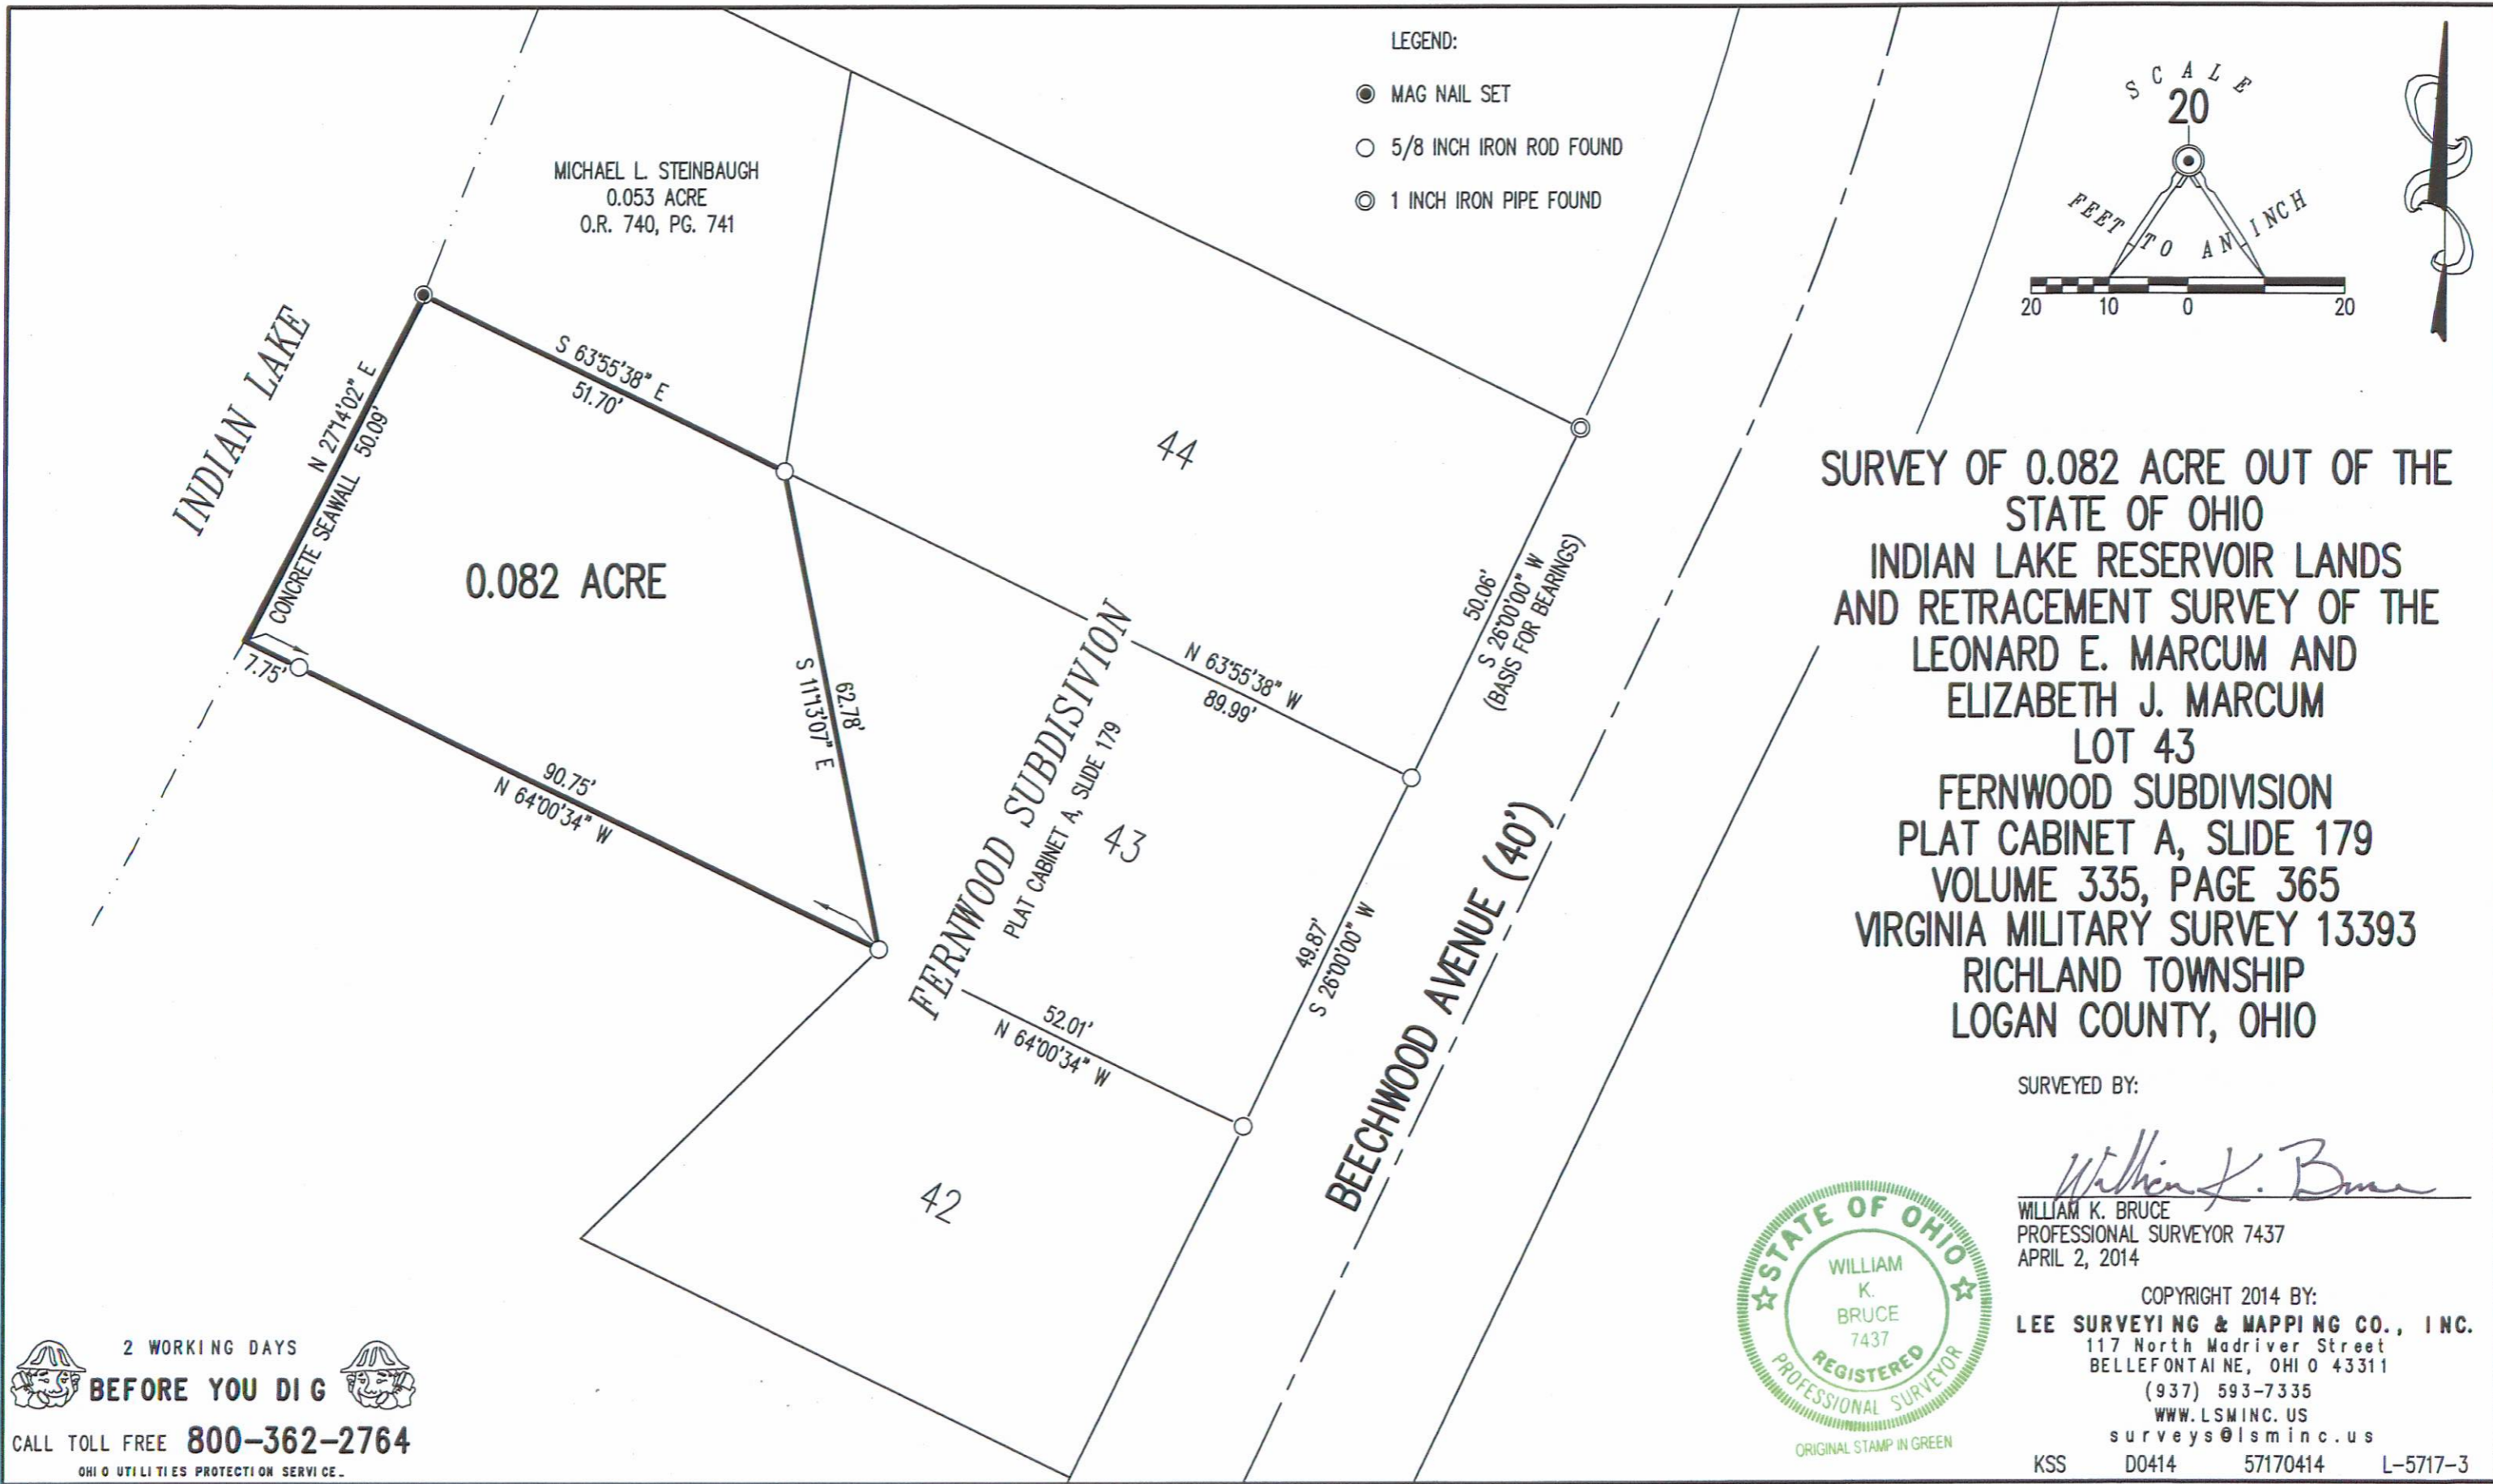 LEGEND:
MAG NAIL SET
5/8 INCH IRON ROD FOUND
1 INCH IRON PIPE FOUND
SCALE
20
FEET TO AN INCH
20 10 0 20
MICHAEL L. STEINBAUGH
0.053 ACRE
O.R. 740, PG. 741
INDIAN LAKE
N 27°14'02" E
50.09'
CONCRETE SEAWALL
S 63°55'38" E
51.70'
0.082 ACRE
7.75'
90.75'
N 64°00'34" W
62.78'
S 11°13'07" E
44
50.06'
S 26°00'00" W
(BASIS FOR BEARINGS)
N 63°55'38" W
89.99'
FERNWOOD SUBDISIVION
PLAT CABINET A, SLIDE 179
43
49.87'
S 26°00'00" W
52.01'
N 64°00'34" W
42
BEECHWOOD AVENUE (40')
SURVEY OF 0.082 ACRE OUT OF THE
STATE OF OHIO
INDIAN LAKE RESERVOIR LANDS
AND RETRACEMENT SURVEY OF THE
LEONARD E. MARCUM AND
ELIZABETH J. MARCUM
LOT 43
FERNWOOD SUBDIVISION
PLAT CABINET A, SLIDE 179
VOLUME 335, PAGE 365
VIRGINIA MILITARY SURVEY 13393
RICHLAND TOWNSHIP
LOGAN COUNTY, OHIO
SURVEYED BY:
William K. Bruce
WILLIAM K. BRUCE
PROFESSIONAL SURVEYOR 7437
APRIL 2, 2014
STATE OF OHIO
WILLIAM
K.
BRUCE
7437
REGISTERED
PROFESSIONAL SURVEYOR
ORIGINAL STAMP IN GREEN
COPYRIGHT 2014 BY:
LEE SURVEYING & MAPPING CO., INC.
117 North Madriver Street
BELLEFONTAINE, OHIO 43311
(937) 593-7335
WWW.LSMINC.US
surveys@lsminc.us
KSS D0414 57170414 L-5717-3
2 WORKING DAYS
BEFORE YOU DIG
CALL TOLL FREE 800-362-2764
OHIO UTILITIES PROTECTION SERVICE.